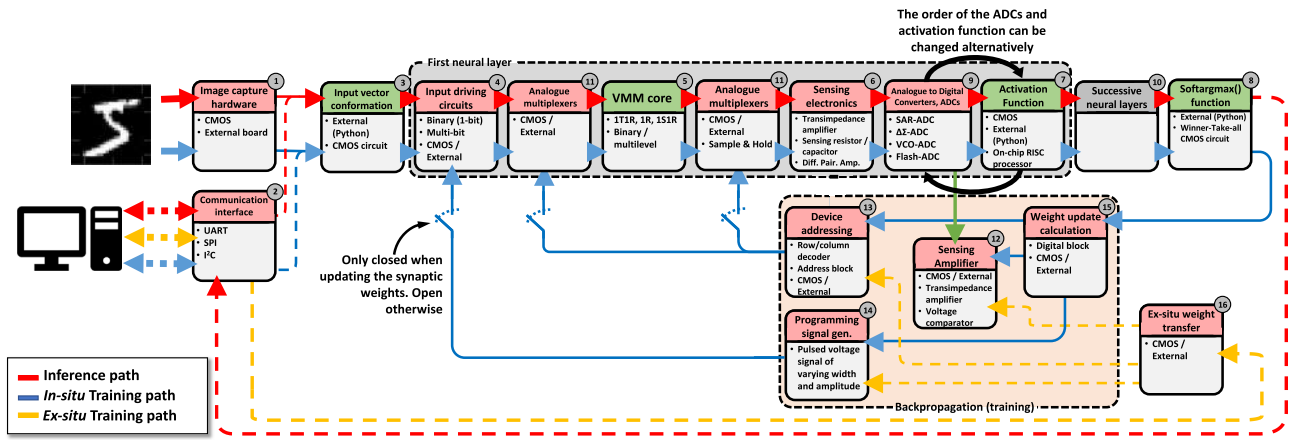 The order of the ADCs and
activation function can be
changed alternatively
First neural layer
1
Image capture
hardware
• CMOS
• External board
3
Input vector
conformation
• External
(Python)
• CMOS circuit
4
Input driving
circuits
• Binary (1-bit)
• Multi-bit
• CMOS /
External
11
Analogue
multiplexers
• CMOS /
External
5
VMM core
• 1T1R, 1R, 1S1R
• Binary /
multilevel
11
Analogue
multiplexers
• CMOS /
External
• Sample & Hold
6
Sensing
electronics
• Transimpedance
amplifier
• Sensing resistor /
capacitor
• Diff. Pair. Amp.
9
Analogue to Digital
Converters, ADCs
• SAR-ADC
• ΔΣ-ADC
• VCO-ADC
• Flash-ADC
7
Activation
Function
• CMOS
• External
(Python)
• On-chip RISC
processor
10
Successive
neural layers
8
Softargmax()
function
• External (Python)
• Winner-Take-all
CMOS circuit
2
Communication
interface
• UART
• SPI
• I²C
Only closed when
updating the synaptic
weights. Open
otherwise
13
Device
addressing
• Row/column
decoder
• Address block
• CMOS /
External
12
Sensing
Amplifier
• CMOS / External
• Transimpedance
amplifier
• Voltage
comparator
15
Weight update
calculation
• Digital block
• CMOS /
External
14
Programming
signal gen.
• Pulsed voltage
signal of
varying width
and amplitude
16
Ex-situ weight
transfer
• CMOS /
External
Backpropagation (training)
Inference path
In-situ Training path
Ex-situ Training path